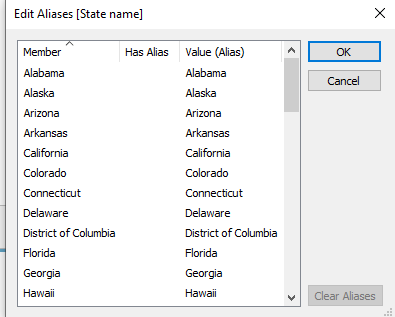 Edit Aliases [State name]
Member Has Alias Value (Alias)
Alabama Alabama
Alaska Alaska
Arizona Arizona
Arkansas Arkansas
California California
Colorado Colorado
Connecticut Connecticut
Delaware Delaware
District of Columbia District of Columbia
Florida Florida
Georgia Georgia
Hawaii Hawaii
OK
Cancel
Clear Aliases